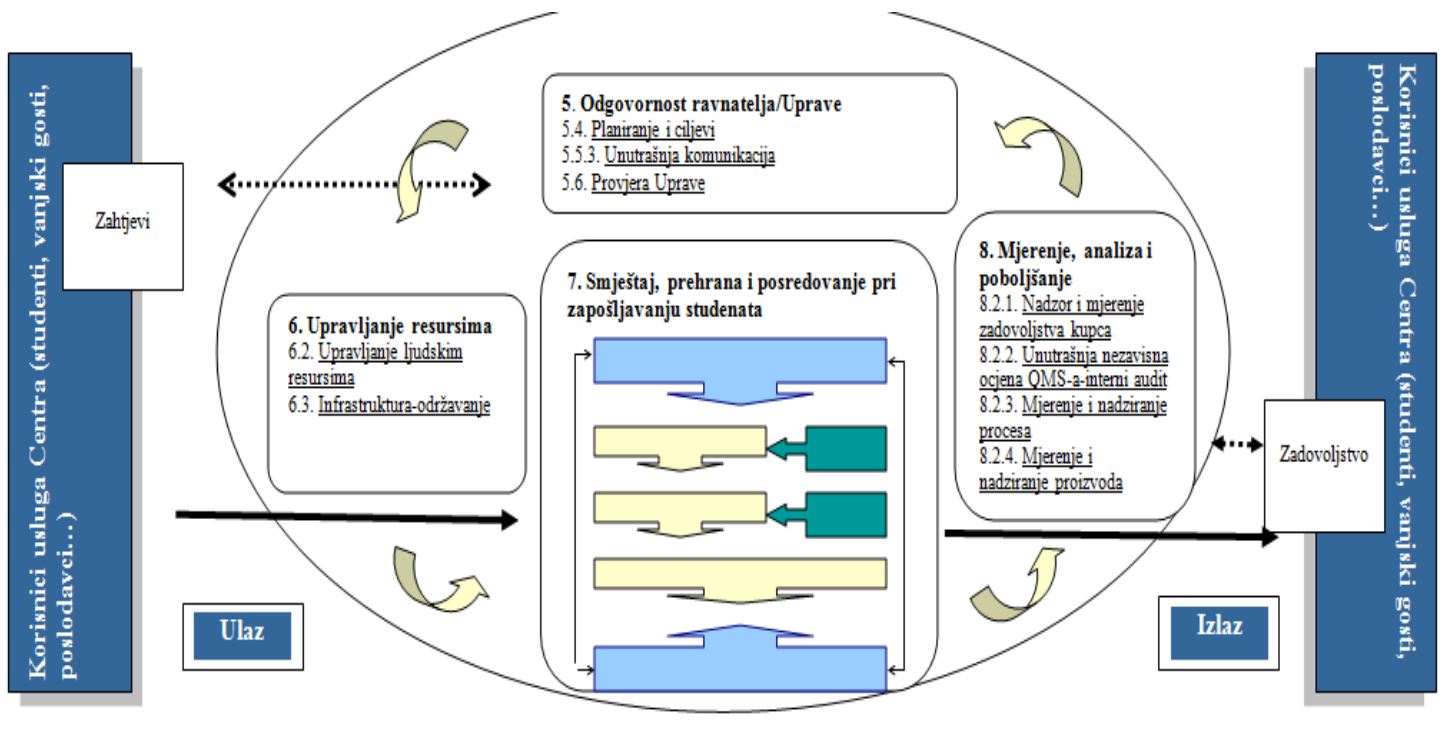 Korisnici usluga Centra (studenti, vanjski gosti,
poslodavci...)
Zahtjevi
5. Odgovornost ravnatelja/Uprave
5.4. Planiranje i ciljevi
5.5.3. Unutrašnja komunikacija
5.6. Provjera Uprave
6. Upravljanje resursima
6.2. Upravljanje ljudskim
resursima
6.3. Infrastruktura-održavanje
7. Smještaj, prehrana i posredovanje pri
zapošljavanju studenata
8. Mjerenje, analiza i
poboljšanje
8.2.1. Nadzor i mjerenje
zadovoljstva kupca
8.2.2. Unutrašnja nezavisna
ocjena QMS-a-interni audit
8.2.3. Mjerenje i nadziranje
procesa
8.2.4. Mjerenje i
nadziranje proizvoda
Ulaz
Izlaz
Zadovoljstvo
Korisnici usluga Centra (studenti, vanjski gosti,
poslodavci...)